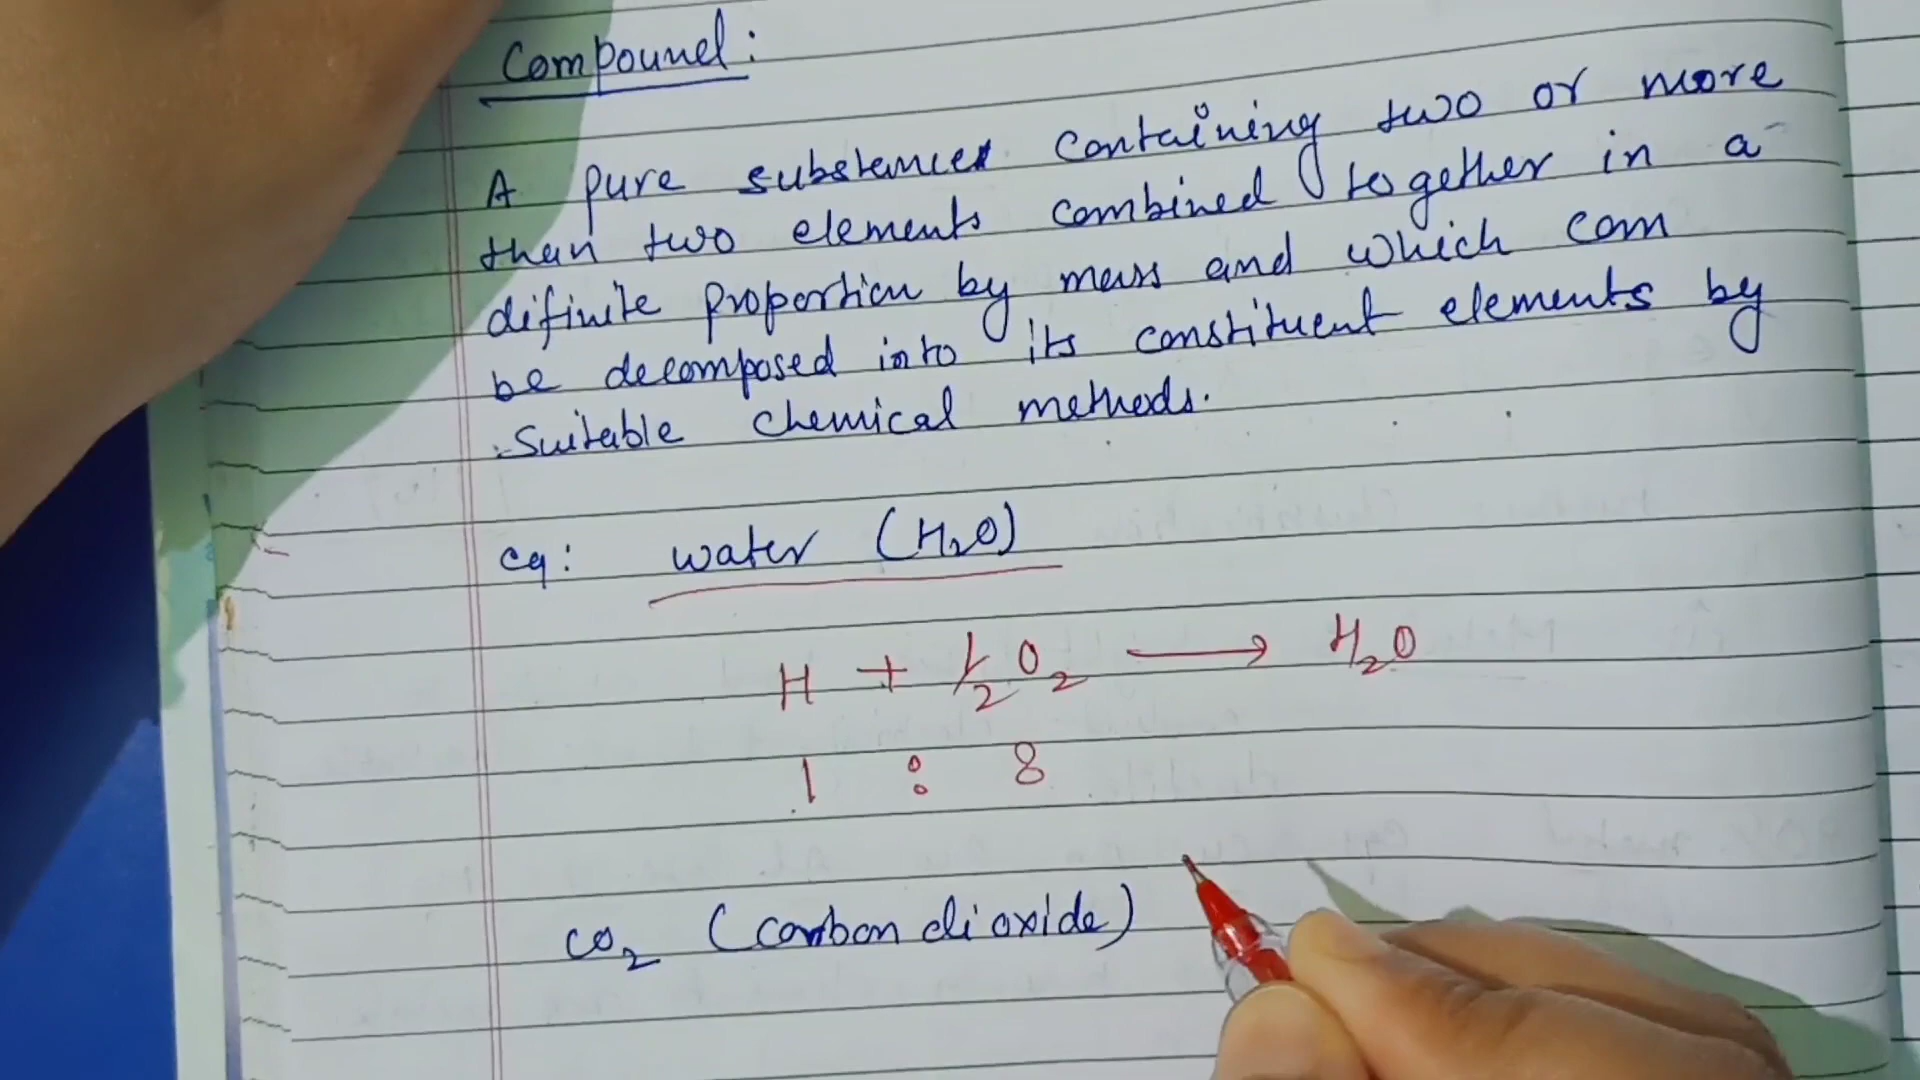 Compound:
A pure substances containing two or more
than two elements combined together in a
difinite proportion by mass and which can
be decomposed into its constituent elements by
suitable chemical methods.
eg: water (H₂O)
H + 1/2 O₂ ⟶ H₂O
1 : 8
CO₂ (carbon dioxide)